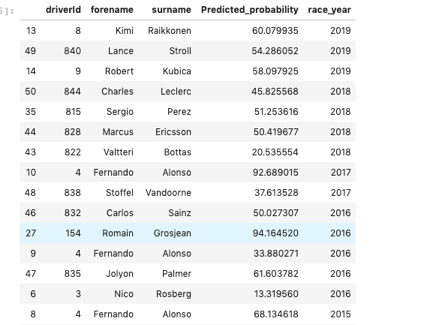 5]:
driverId forename surname Predicted_probability race_year
13 8 Kimi Raikkonen 60.079935 2019
49 840 Lance Stroll 54.286052 2019
14 9 Robert Kubica 58.097925 2019
50 844 Charles Leclerc 45.825568 2018
35 815 Sergio Perez 51.253616 2018
44 828 Marcus Ericsson 50.419677 2018
43 822 Valtteri Bottas 20.535554 2018
10 4 Fernando Alonso 92.689015 2017
48 838 Stoffel Vandoorne 37.613528 2016
46 832 Carlos Sainz 50.027307 2016
27 154 Romain Grosjean 94.164520 2016
9 4 Fernando Alonso 33.880271 2016
47 835 Jolyon Palmer 61.603782 2016
6 3 Nico Rosberg 13.319560 2016
8 4 Fernando Alonso 68.134618 2015